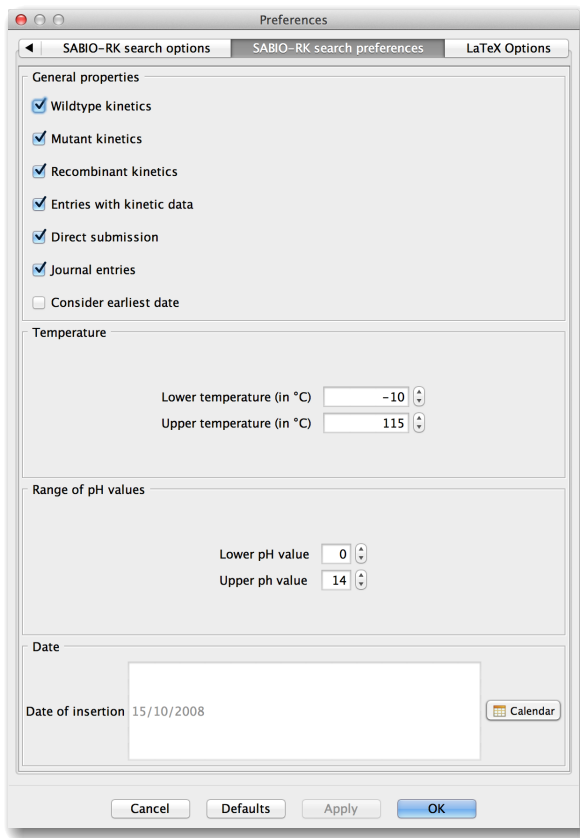 Preferences
SABIO-RK search options SABIO-RK search preferences LaTeX Options
General properties
Wildtype kinetics
Mutant kinetics
Recombinant kinetics
Entries with kinetic data
Direct submission
Journal entries
Consider earliest date
Temperature
Lower temperature (in °C) -10
Upper temperature (in °C) 115
Range of pH values
Lower pH value 0
Upper ph value 14
Date
Date of insertion 15/10/2008 Calendar
Cancel Defaults Apply OK